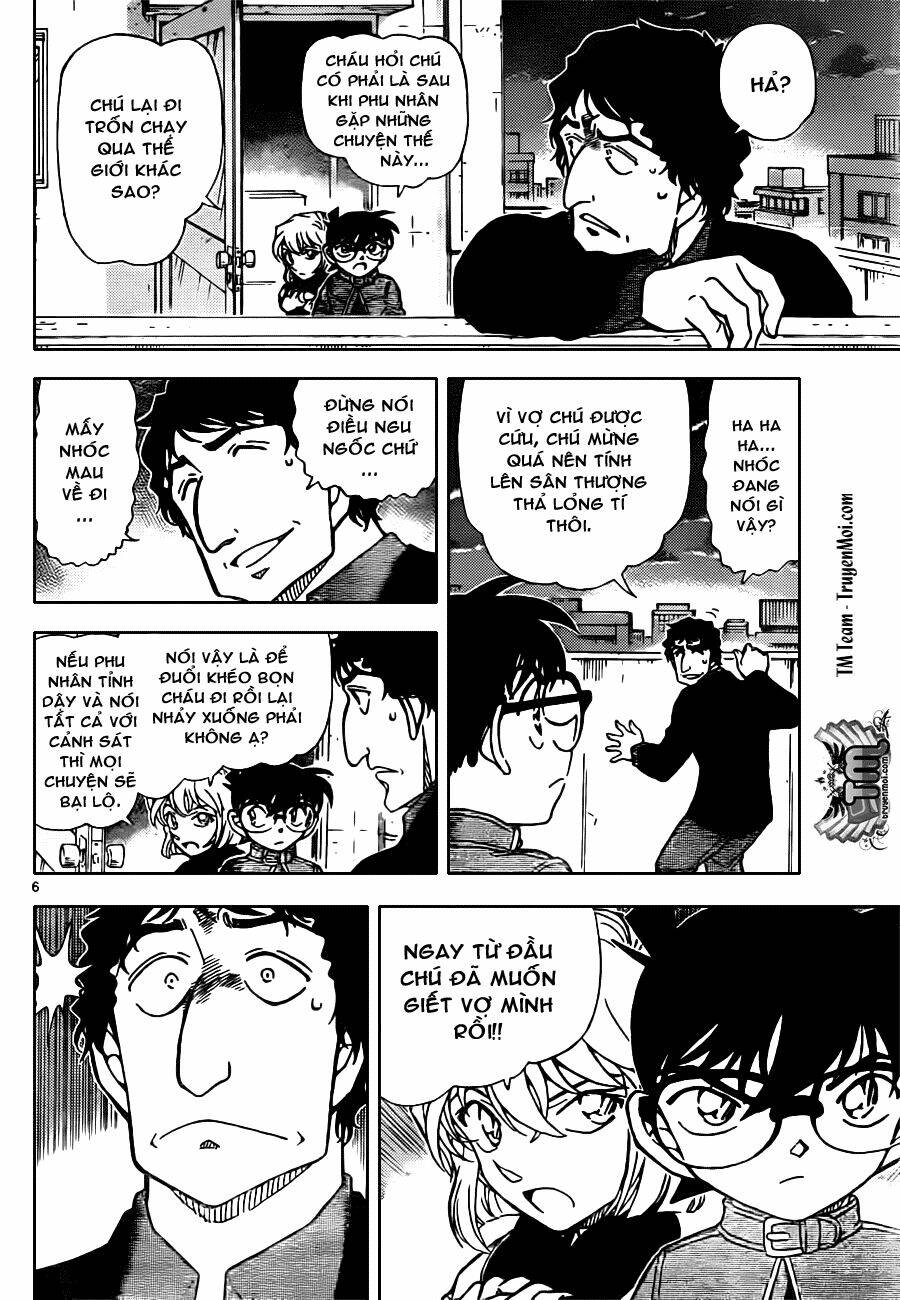 HẢ?
CHÁU HỎI CHÚ
CÓ PHẢI LÀ SAU
KHI PHU NHÂN
GẶP NHỮNG
CHUYỆN THẾ
NÀY...
CHÚ LẠI ĐI
TRỐN CHẠY
QUA THẾ
GIỚI KHÁC
SAO?
HA HA
HA...
NHÓC
ĐANG
NÓI GÌ
VẬY?
VÌ VỢ CHÚ ĐƯỢC
CỨU, CHÚ MỪNG
QUÁ NÊN TÍNH
LÊN SÂN THƯỢNG
THẢ LỎNG TÍ
THÔI.
ĐỪNG NÓI
ĐIỀU NGU
NGỐC CHỨ
...
MẤY
NHÓC
MAU
VỀ ĐI
...
NÓI VẬY LÀ ĐỂ
ĐUỔI KHÉO BỌN
CHÁU ĐI RỒI LẠI
NHẢY XUỐNG PHẢI
KHÔNG Ạ?
NẾU PHU
NHÂN TỈNH
DẬY VÀ NÓI
TẤT CẢ VỚI
CẢNH SÁT
THÌ MỌI
CHUYỆN SẼ
BẠI LỘ.
6
NGAY TỪ ĐẦU
CHÚ ĐÃ MUỐN
GIẾT VỢ MÌNH
RỒI!!
TM Team - TruyenMoi.com
TM
truyenmoi.com